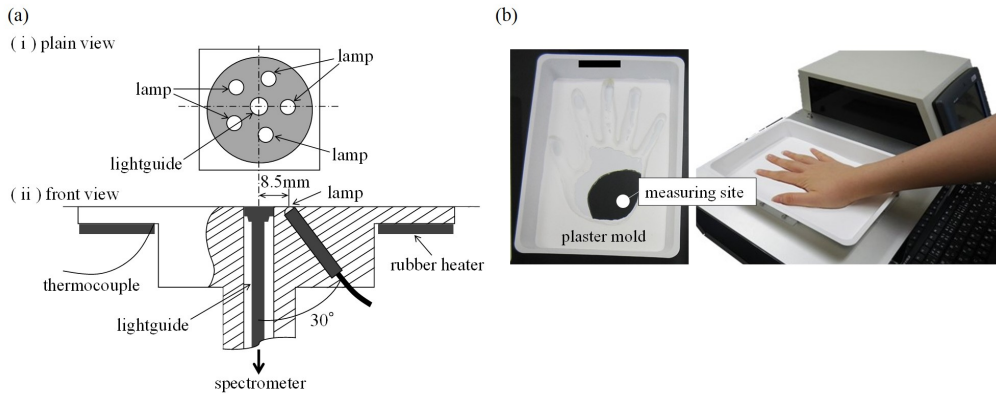 (a)
( i ) plain view
lamp
lamp
lamp
lightguide
lamp
( ii ) front view
8.5mm
lamp
thermocouple
rubber heater
lightguide
30°
spectrometer
(b)
measuring site
plaster mold